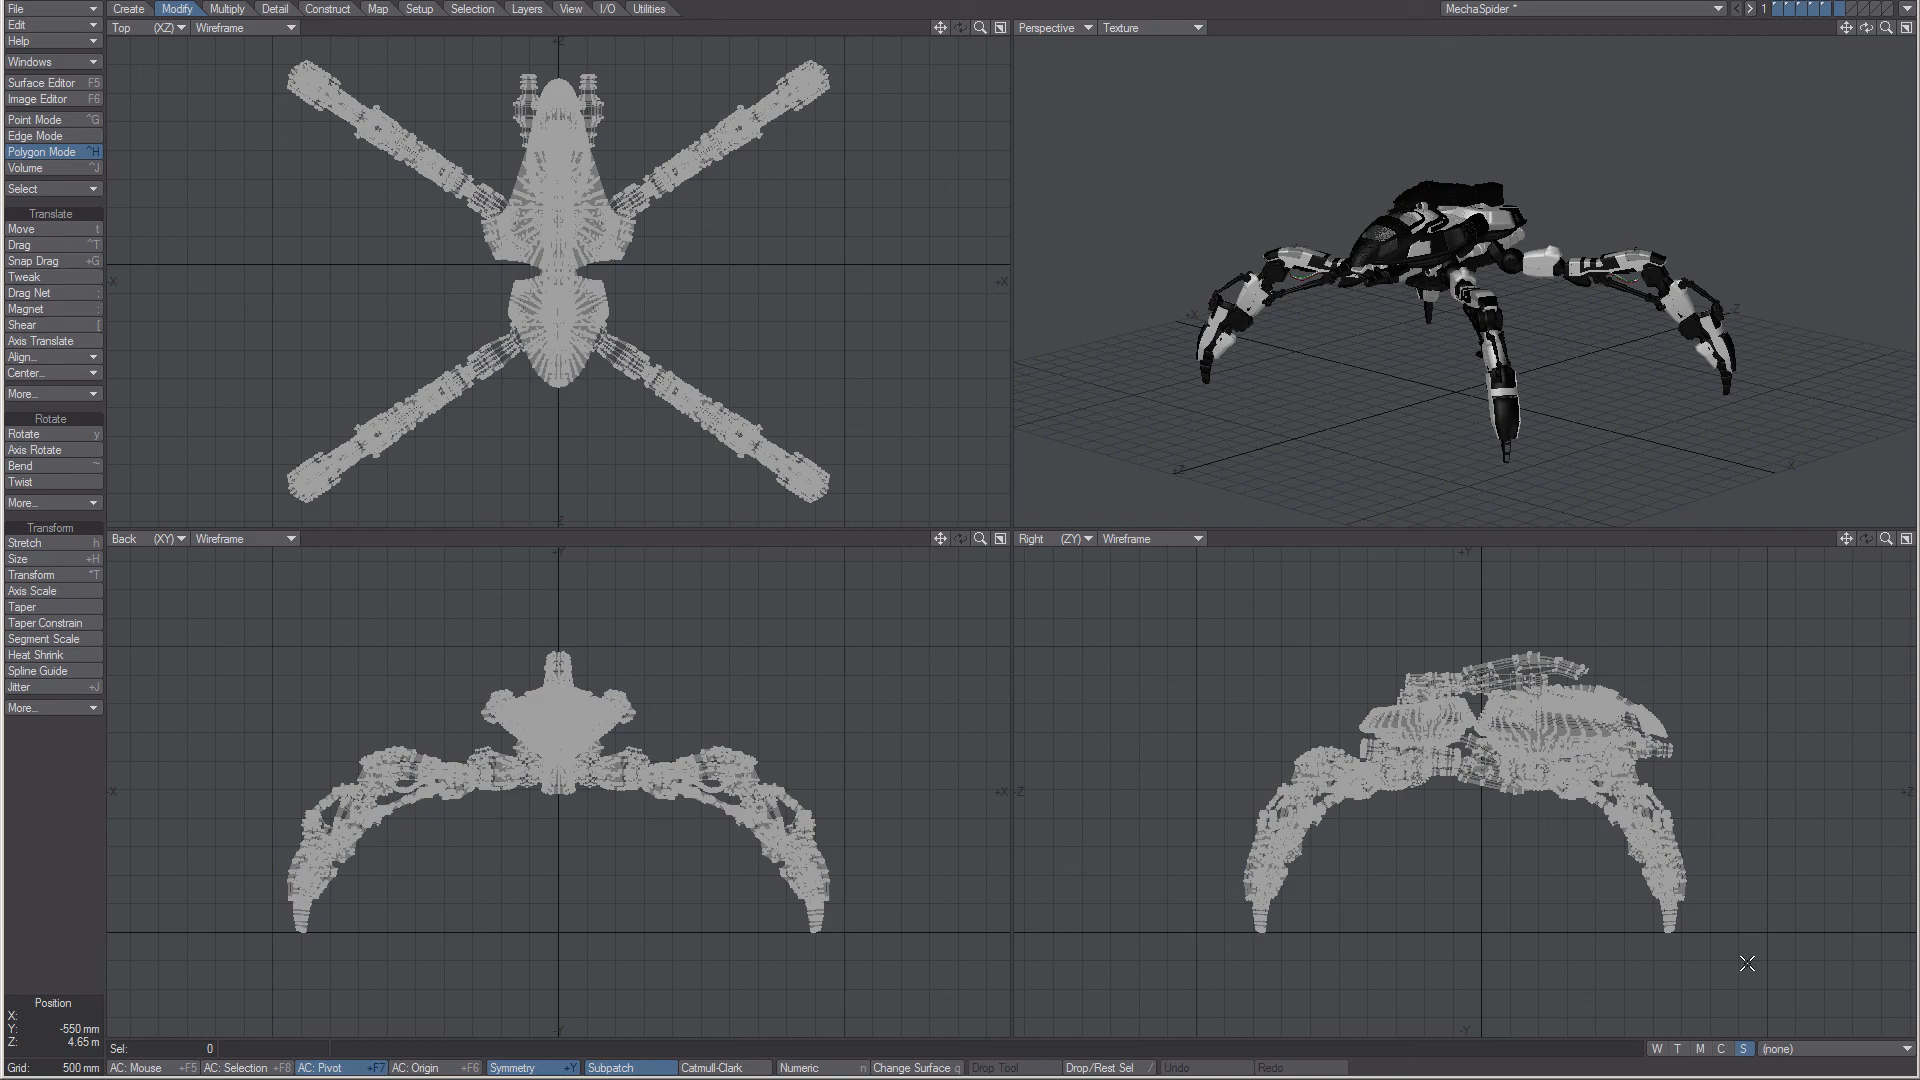 File Create Modify Multiply Detail Construct Map Setup Selection Layers View I/O Utilities MechaSpider * < > 1
Edit
Help
Top (XZ) Wireframe
Perspective Texture
Windows
Surface Editor F5
Image Editor F6
Point Mode ^G
Edge Mode
Polygon Mode ^H
Volume ^J
Select
Translate
Move t
Drag ^T
Snap Drag +G
Tweak
Drag Net ;
Magnet :
Shear [
Axis Translate
Align...
Center...
More...
Rotate
Rotate y
Axis Rotate
Bend ~
Twist
More...
Transform
Stretch h
Size +H
Transform "T
Axis Scale
Taper
Taper Constrain
Segment Scale
Heat Shrink
Spline Guide
Jitter +J
More...
+Z
-X
+X
-Z
-X
Z
+Z
X
Back (XY) Wireframe
Right (ZY) Wireframe
+Y
-X
+X
-Y
+Y
-Z
+Z
-Y
Position
X:
Y: -550 mm
Z: 4.65 m
Sel: 0
W T M C S (none)
Grid: 500 mm AC: Mouse +F5 AC: Selection +F8 AC: Pivot +F7 AC: Origin +F6 Symmetry +Y Subpatch Catmull-Clark Numeric n Change Surface q Drop Tool Drop/Rest Sel / Undo Redo